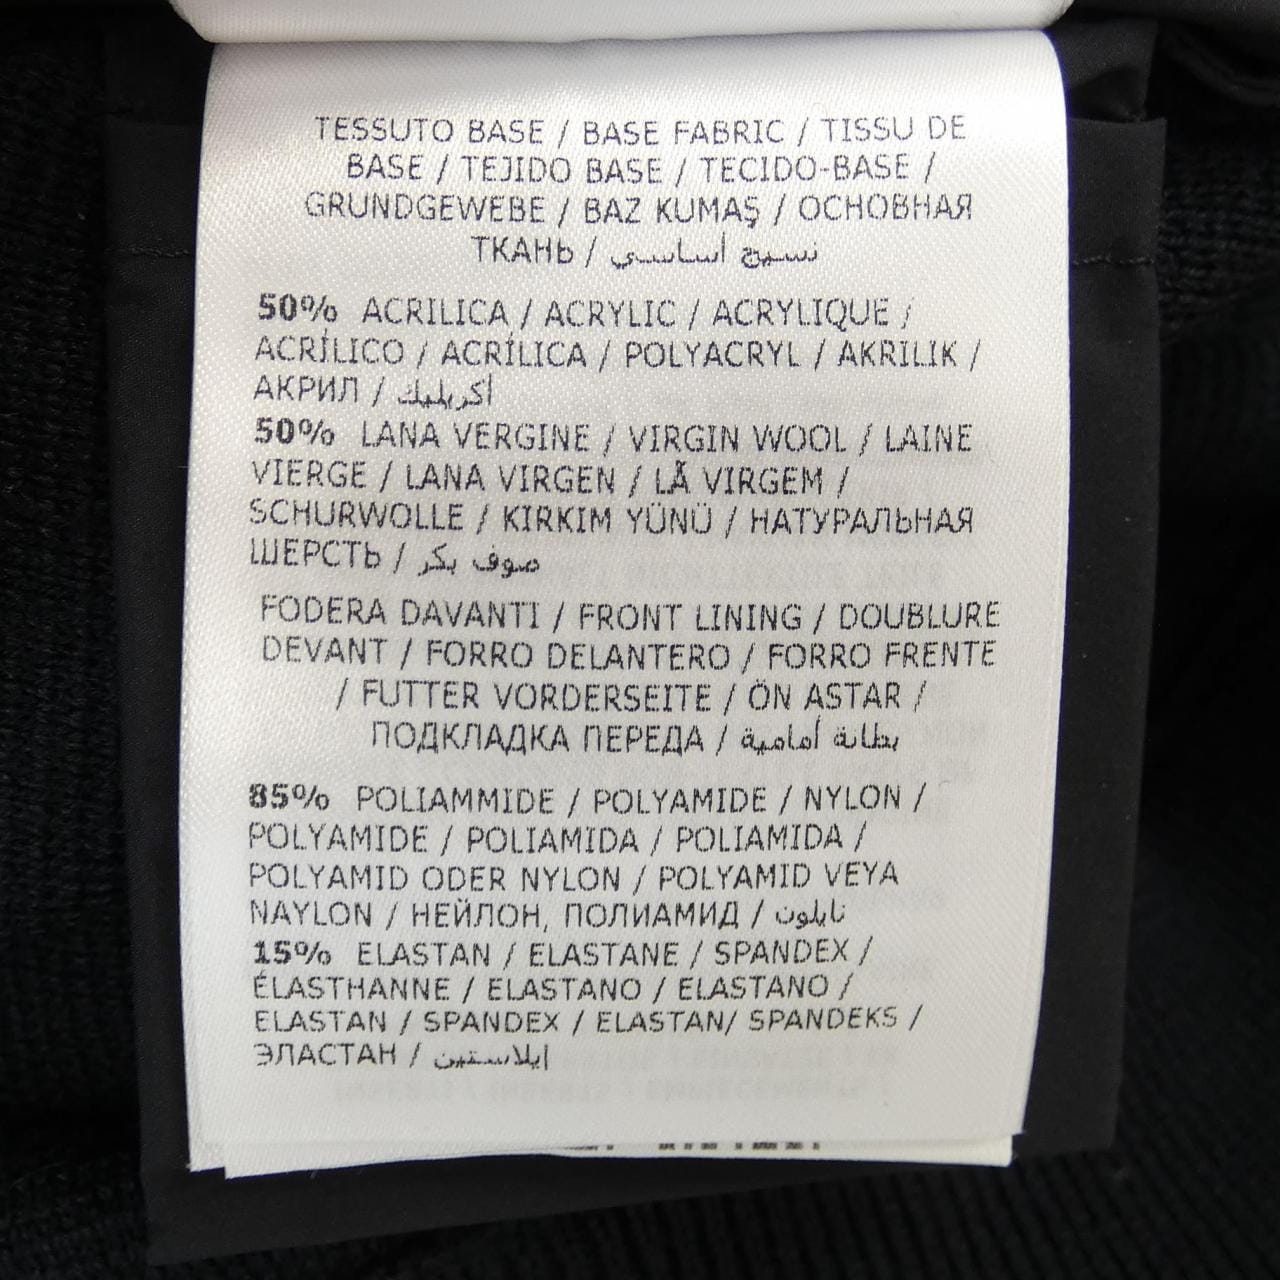 TESSUTO BASE / BASE FABRIC / TISSU DE
BASE / TEJIDO BASE / TECIDO-BASE /
GRUNDGEWEBE / BAZ KUMAŞ / ОСНОВНАЯ
ТКАНЬ / نسيج أساسي
50% ACRILICA / ACRYLIC / ACRYLIQUE /
ACRÍLICO / ACRÍLICA / POLYACRYL / AKRILIK /
АКРИЛ / أكريليك
50% LANA VERGINE / VIRGIN WOOL / LAINE
VIERGE / LANA VIRGEN / LÃ VIRGEM /
SCHURWOLLE / KIRKIM YÜNÜ / НАТУРАЛЬНАЯ
ШЕРСТЬ / صوف بكر
FODERA DAVANTI / FRONT LINING / DOUBLURE
DEVANT / FORRO DELANTERO / FORRO FRENTE
/ FUTTER VORDERSEITE / ÖN ASTAR /
ПОДКЛАДКА ПЕРЕДА / بطانة أمامية
85% POLIAMMIDE / POLYAMIDE / NYLON /
POLYAMIDE / POLIAMIDA / POLIAMIDA /
POLYAMID ODER NYLON / POLYAMID VEYA
NAYLON / НЕЙЛОН, ПОЛИАМИД / نايلون
15% ELASTAN / ELASTANE / SPANDEX /
ÉLASTHANNE / ELASTANO / ELASTANO /
ELASTAN / SPANDEX / ELASTAN/ SPANDEKS /
ЭЛАСТАН / إيلاستين